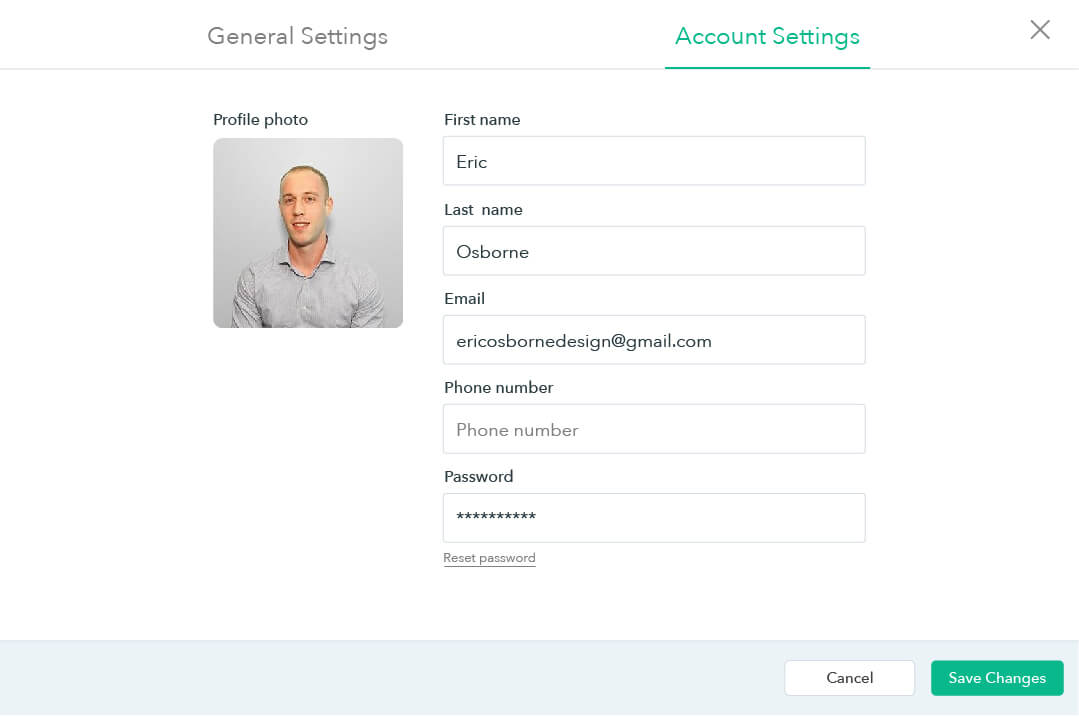 General Settings
Account Settings
Profile photo
First name
Eric
Last  name
Osborne
Email
ericosbornedesign@gmail.com
Phone number
Phone number
Password
**********
Reset password
Cancel
Save Changes